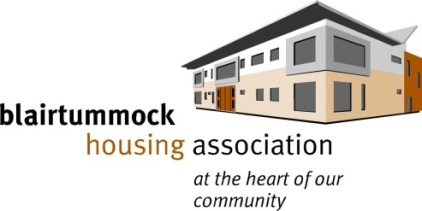 blairtummock
housing association
at the heart of our
community